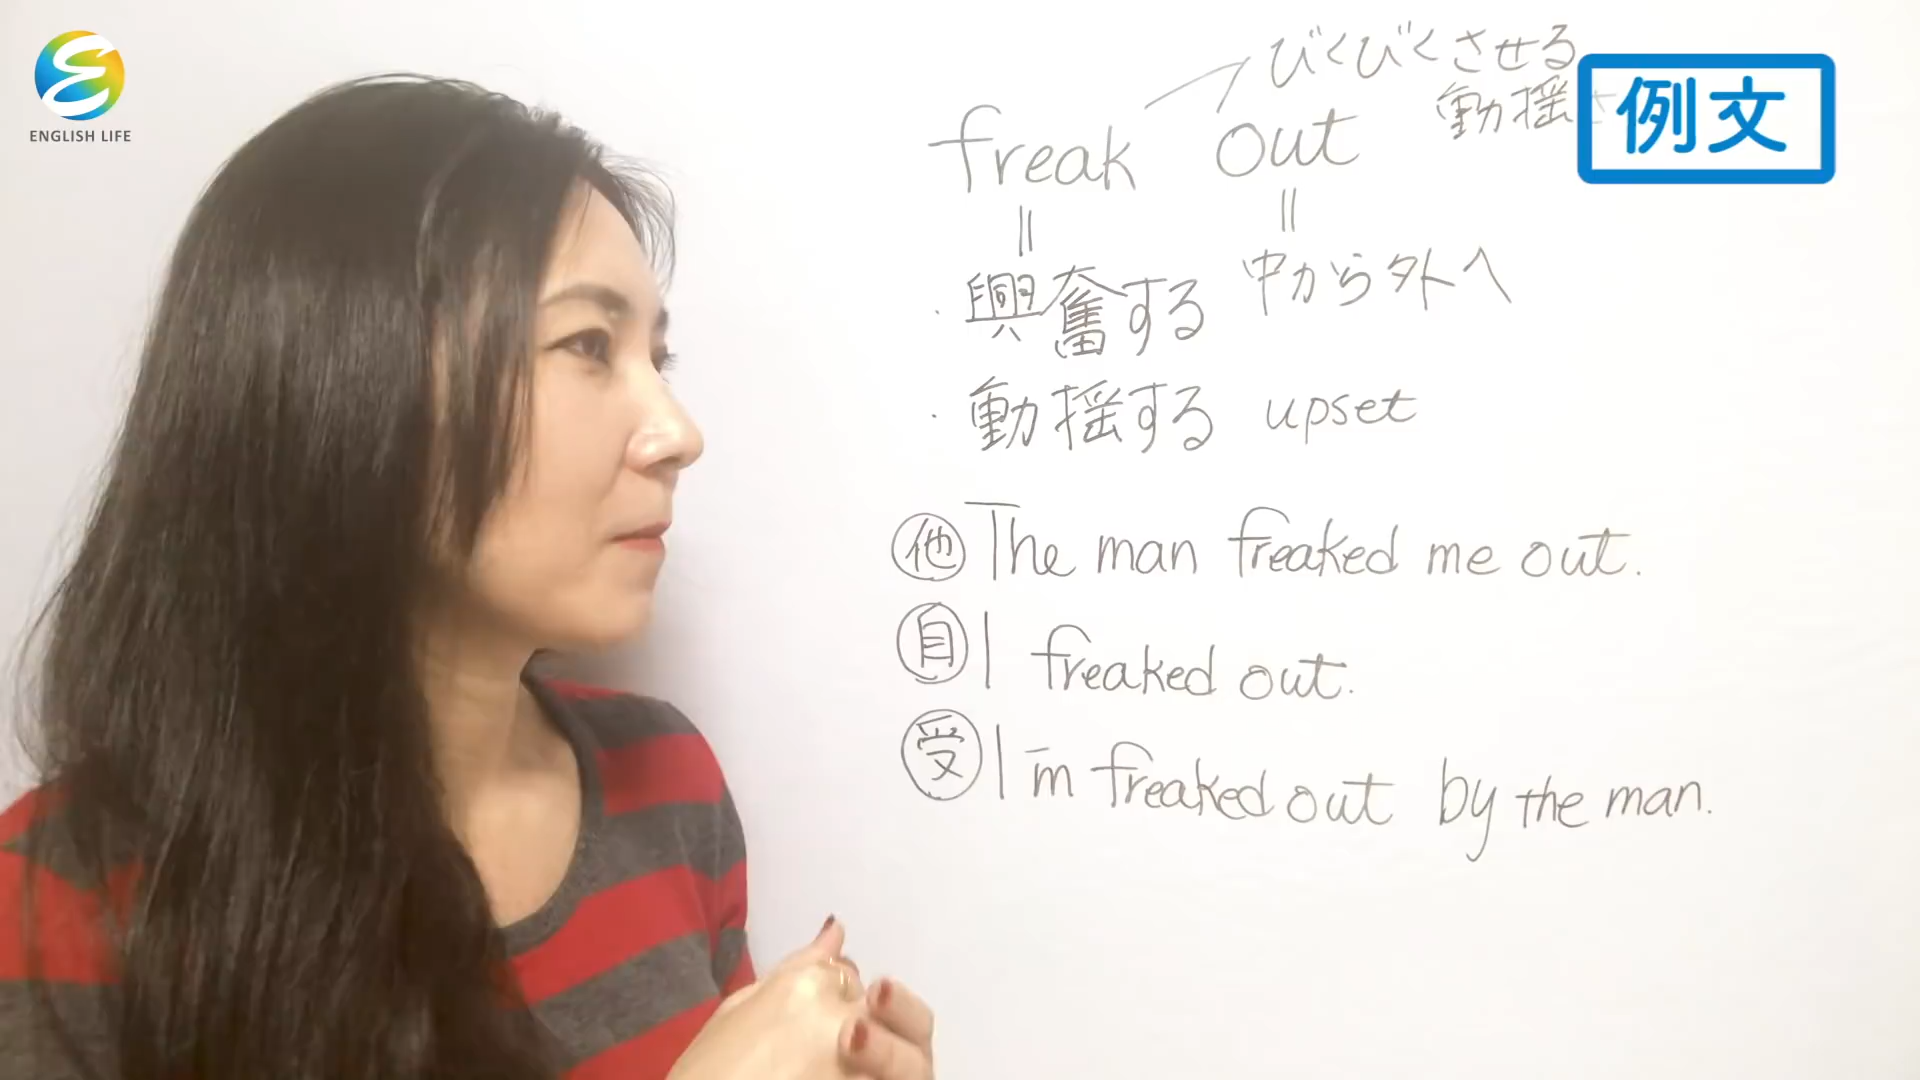 ENGLISH LIFE
びくびくさせる
動揺さ
例文
freak out
興奮する 中から外へ
動揺する upset
他 The man freaked me out.
自 I freaked out.
受 I'm freaked out by the man.